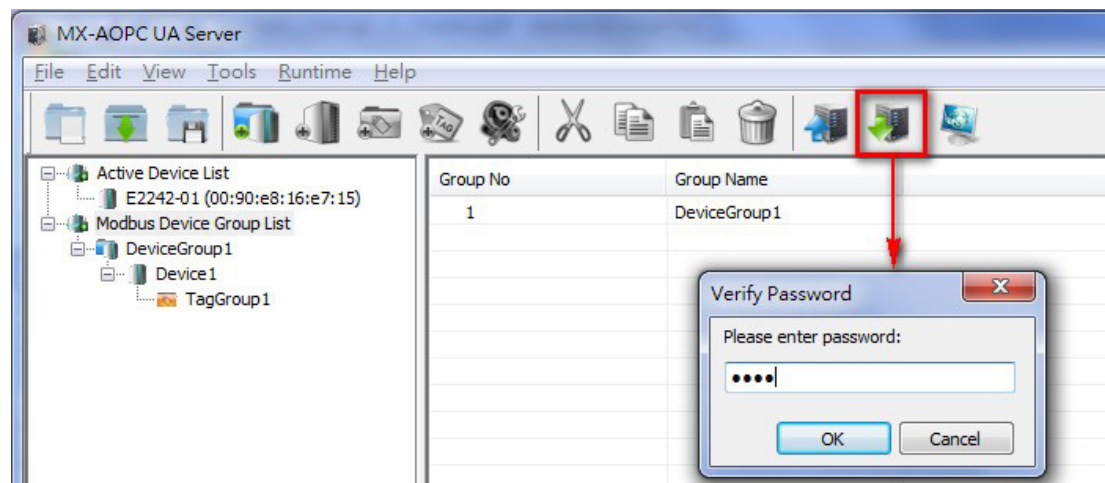 MX-AOPC UA Server
File Edit View Tools Runtime Help
TAG
Active Device List
E2242-01 (00:90:e8:16:e7:15)
Modbus Device Group List
DeviceGroup1
Device1
TagGroup1
Group No Group Name
1 DeviceGroup1
Verify Password
Please enter password:
••••
OK Cancel